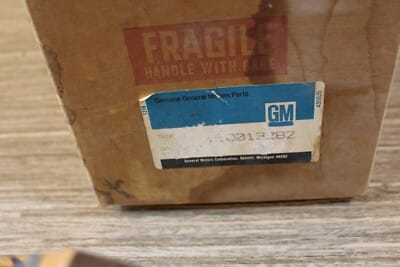 FRAGILE
HANDLE WITH CARE
Genuine General Motors Parts
GM
10013282
General Motors Corporation, Detroit, Michigan 48202